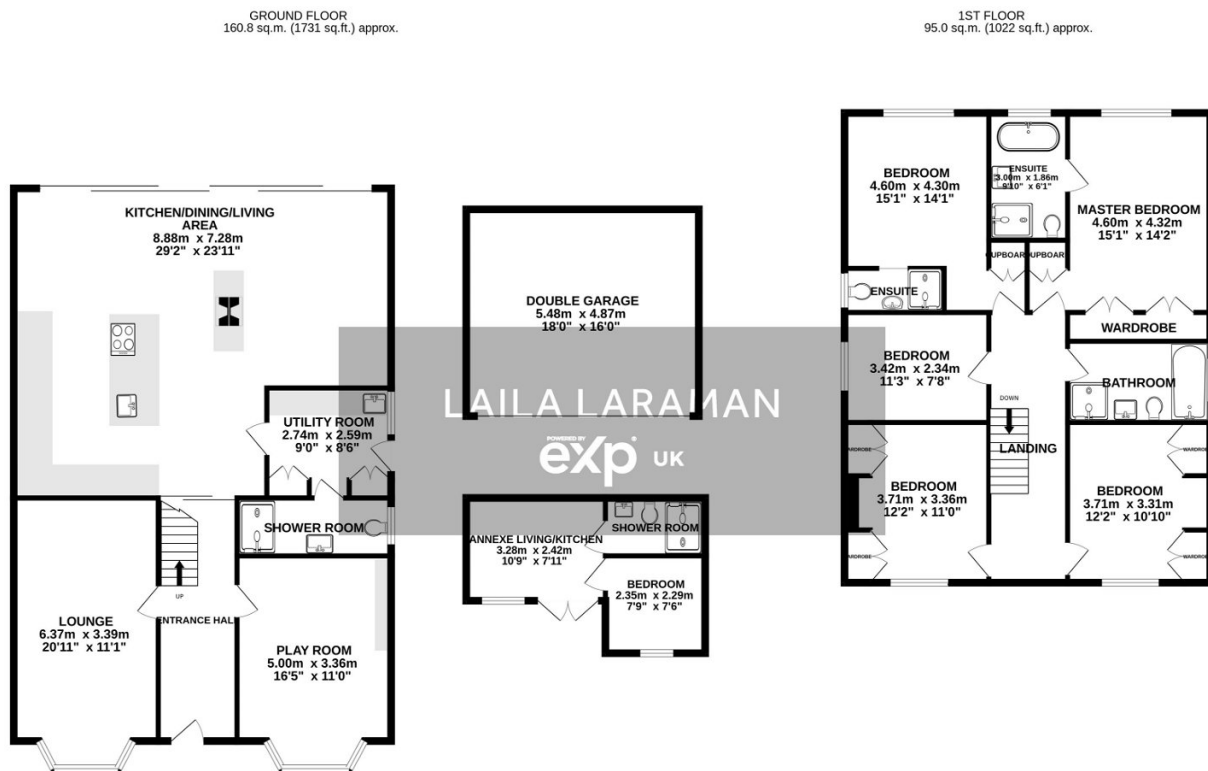 GROUND FLOOR
160.8 sq.m. (1731 sq.ft.) approx.
KITCHEN/DINING/LIVING
AREA
8.88m x 7.28m
29'2" x 23'11"
UTILITY ROOM
2.74m x 2.59m
9'0" x 8'6"
SHOWER ROOM
UP
ENTRANCE HALL
LOUNGE
6.37m x 3.39m
20'11" x 11'1"
PLAY ROOM
5.00m x 3.36m
16'5" x 11'0"
DOUBLE GARAGE
5.48m x 4.87m
18'0" x 16'0"
LAILA LARAMAN
POWERED BY
eXp UK
ANNEXE LIVING/KITCHEN
3.28m x 2.42m
10'9" x 7'11"
SHOWER ROOM
BEDROOM
2.35m x 2.29m
7'9" x 7'6"
1ST FLOOR
95.0 sq.m. (1022 sq.ft.) approx.
BEDROOM
4.60m x 4.30m
15'1" x 14'1"
ENSUITE
3.00m x 1.86m
9'10" x 6'1"
MASTER BEDROOM
4.60m x 4.32m
15'1" x 14'2"
CUPBOARD
CUPBOARD
ENSUITE
WARDROBE
BEDROOM
3.42m x 2.34m
11'3" x 7'8"
BATHROOM
DOWN
LANDING
WARDROBE
WARDROBE
BEDROOM
3.71m x 3.36m
12'2" x 11'0"
BEDROOM
3.71m x 3.31m
12'2" x 10'10"
WARDROBE
WARDROBE